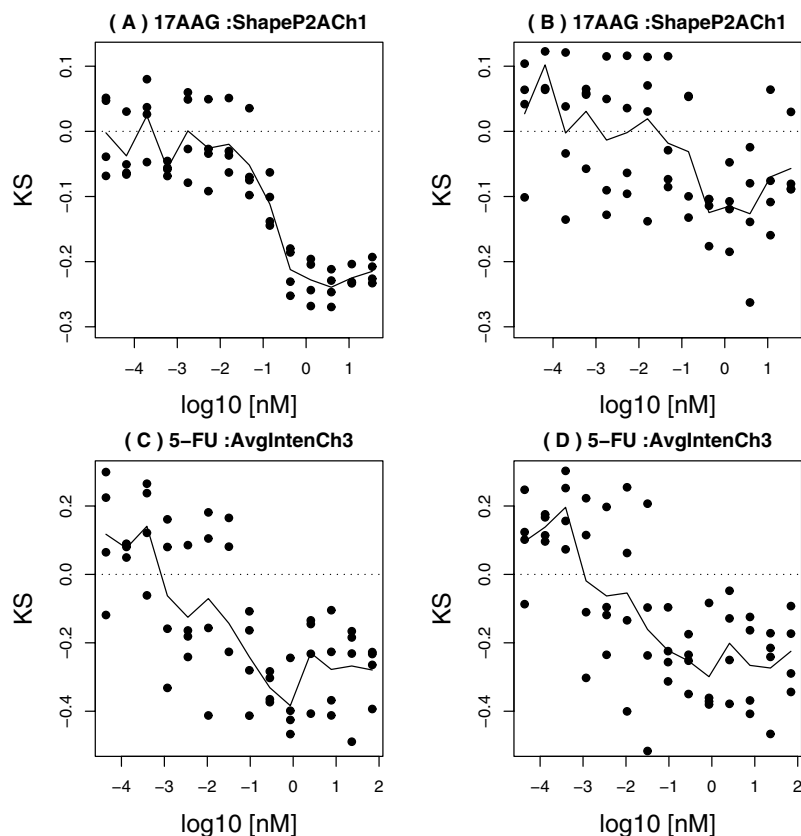 ( A ) 17AAG :ShapeP2ACh1
KS
0.1
0.0
−0.1
−0.2
−0.3
−4 −3 −2 −1 0 1
log10 [nM]
( B ) 17AAG :ShapeP2ACh1
KS
0.1
0.0
−0.1
−0.2
−0.3
−4 −3 −2 −1 0 1
log10 [nM]
( C ) 5−FU :AvgIntenCh3
KS
0.2
0.0
−0.2
−0.4
−4 −3 −2 −1 0 1 2
log10 [nM]
( D ) 5−FU :AvgIntenCh3
KS
0.2
0.0
−0.2
−0.4
−4 −3 −2 −1 0 1 2
log10 [nM]